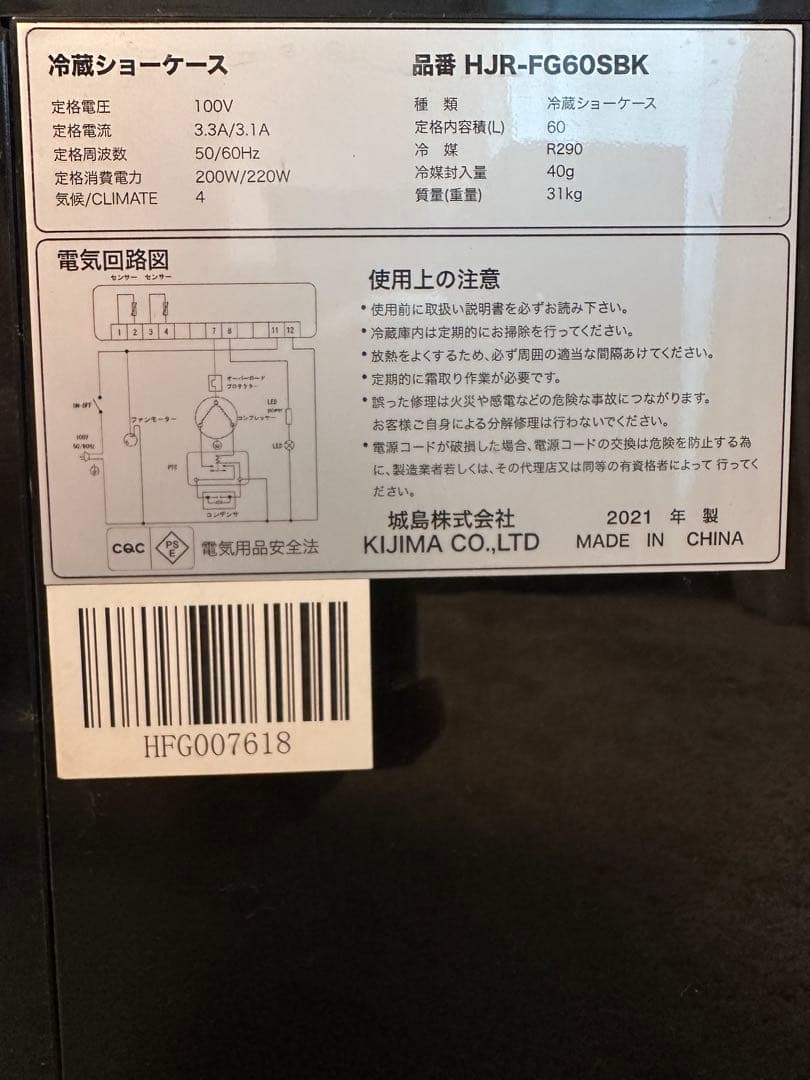 冷蔵ショーケース
品番 HJR-FG60SBK
定格電圧 100V
定格電流 3.3A/3.1A
定格周波数 50/60Hz
定格消費電力 200W/220W
気候/CLIMATE 4
種 類 冷蔵ショーケース
定格内容積(L) 60
冷 媒 R290
冷媒封入量 40g
質量(重量) 31kg
電気回路図
センサー センサー
1 2 3 4 7 8 11 12
オーバーロード
プロテクター
ON-OFF
ファンモーター
コンプレッサー
LED
power
100V
50/60Hz
LED
PTC
コンデンサ
CQC
PS
E
電気用品安全法
使用上の注意
•使用前に取扱い説明書を必ずお読み下さい。
•冷蔵庫内は定期的にお掃除を行ってください。
•放熱をよくするため、必ず周囲の適当な間隔あけてください。
•定期的に霜取り作業が必要です。
•誤った修理は火災や感電などの危険な事故につながります。
お客様ご自身による分解修理は行わないでください。
•電源コードが破損した場合、電源コードの交換は危険を防止する為
に、製造業者若しくは、その代理店又は同等の有資格者によって 行ってく
ださい。
城島株式会社
2021 年 製
KIJIMA CO.,LTD
MADE IN CHINA
HFG007618